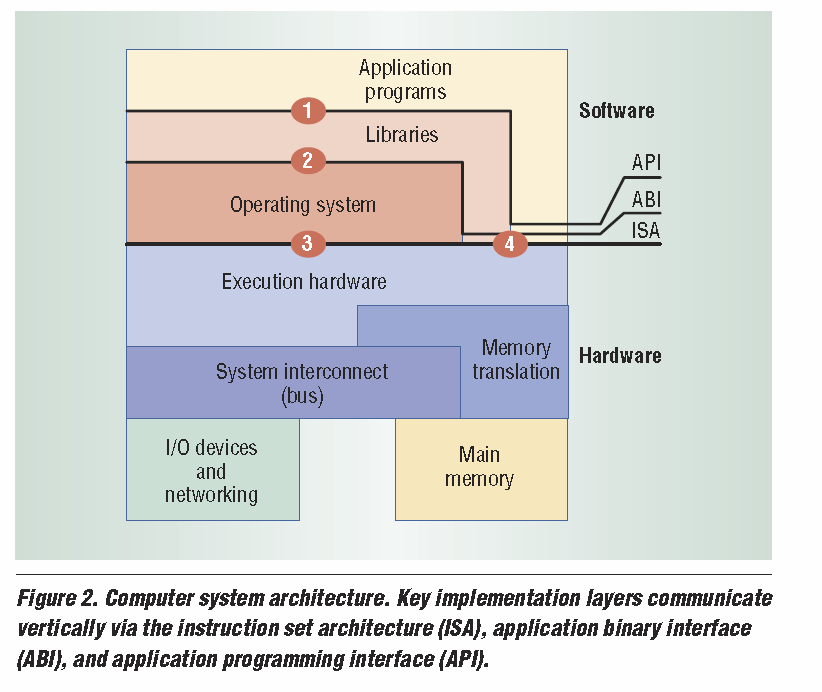 Application
programs
Software
1
Libraries
API
2
ABI
Operating system
ISA
3
4
Execution hardware
Memory
translation
Hardware
System interconnect
(bus)
I/O devices
and
networking
Main
memory
Figure 2. Computer system architecture. Key implementation layers communicate
vertically via the instruction set architecture (ISA), application binary interface
(ABI), and application programming interface (API).